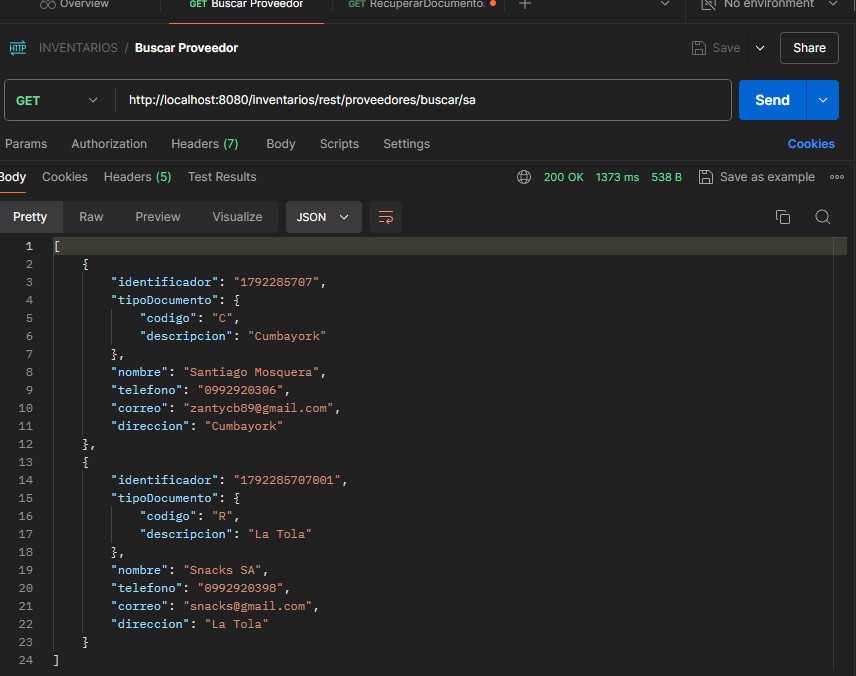 Overview
GET Buscar Proveedor
GET RecuperarDocumento.
No environment
HTTP INVENTARIOS / Buscar Proveedor
Save
Share
GET
http://localhost:8080/inventarios/rest/proveedores/buscar/sa
Send
Params Authorization Headers (7) Body Scripts Settings Cookies
Body Cookies Headers (5) Test Results 200 OK 1373 ms 538 B Save as example
Pretty Raw Preview Visualize JSON
1 [
2 {
3 "identificador": "1792285707",
4 "tipoDocumento": {
5 "codigo": "C",
6 "descripcion": "Cumbayork"
7 },
8 "nombre": "Santiago Mosquera",
9 "telefono": "0992920306",
10 "correo": "zantycb89@gmail.com",
11 "direccion": "Cumbayork"
12 },
13 {
14 "identificador": "1792285707001",
15 "tipoDocumento": {
16 "codigo": "R",
17 "descripcion": "La Tola"
18 },
19 "nombre": "Snacks SA",
20 "telefono": "0992920398",
21 "correo": "snacks@gmail.com",
22 "direccion": "La Tola"
23 }
24 ]